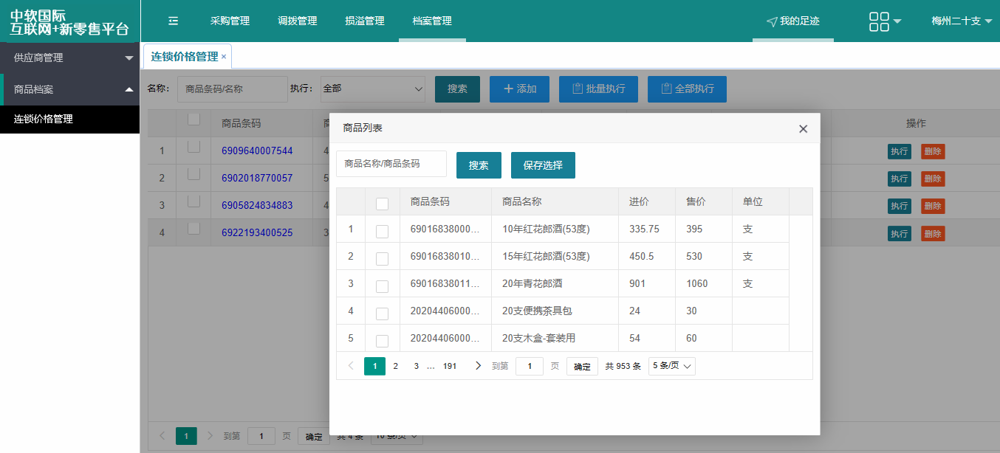 中软国际
互联网+新零售平台
采购管理 调拨管理 损溢管理 档案管理 我的足迹 梅州二十支
供应商管理
商品档案
连锁价格管理
连锁价格管理 ×
名称: 商品条码/名称 执行: 全部 搜索 添加 批量执行 全部执行
商品条码 操作
1 6909640007544 4 执行 删除
2 6902018770057 5 执行 删除
3 6905824834883 4 执行 删除
4 6922193400525 3 执行 删除
商品列表
商品名称/商品条码 搜索 保存选择
商品条码 商品名称 进价 售价 单位
1 69016838000... 10年红花郎酒(53度) 335.75 395 支
2 69016838010... 15年红花郎酒(53度) 450.5 530 支
3 69016838011... 20年青花郎酒 901 1060 支
4 20204406000... 20支便携茶具包 24 30
5 20204406000... 20支木盒-套装用 54 60
1 2 3 ... 191 到第 1 页 确定 共 953 条 5 条/页
1 到第 1 页 确定 共 4 条 10 条/页